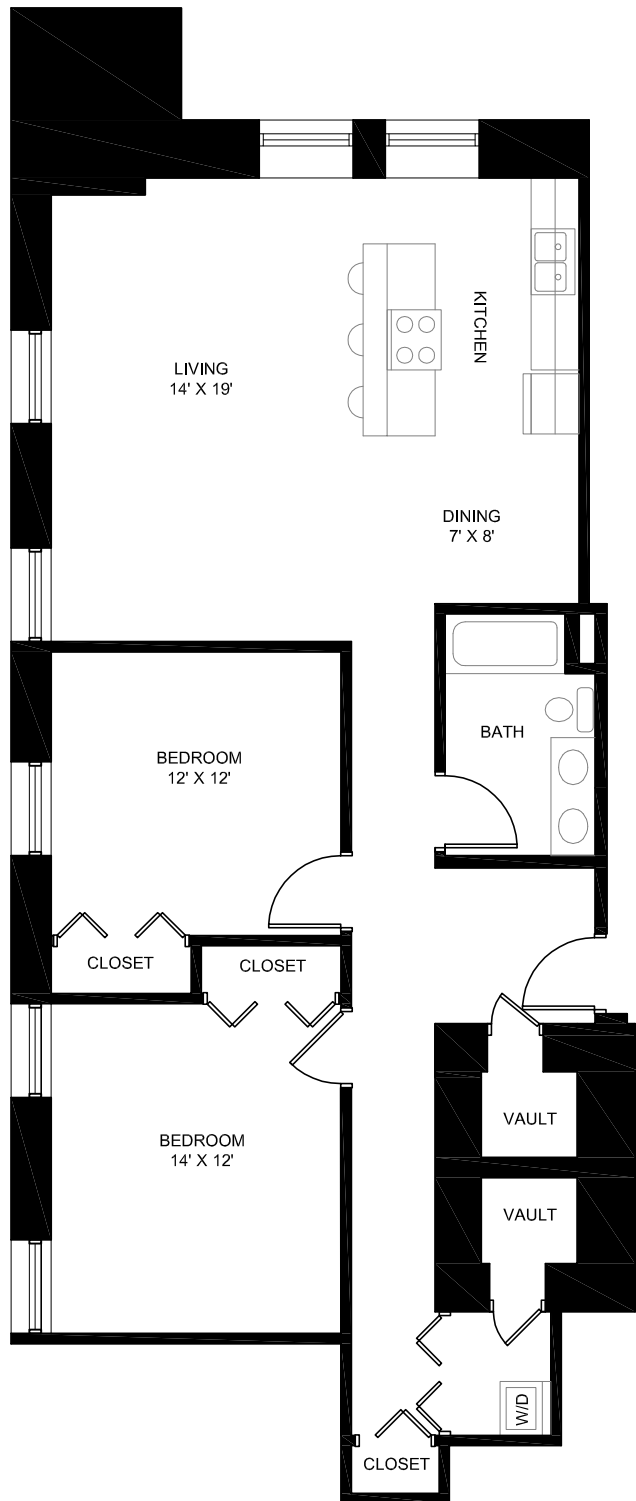 KITCHEN
LIVING
14' X 19'
DINING
7' X 8'
BATH
BEDROOM
12' X 12'
CLOSET
CLOSET
VAULT
BEDROOM
14' X 12'
VAULT
W/D
CLOSET